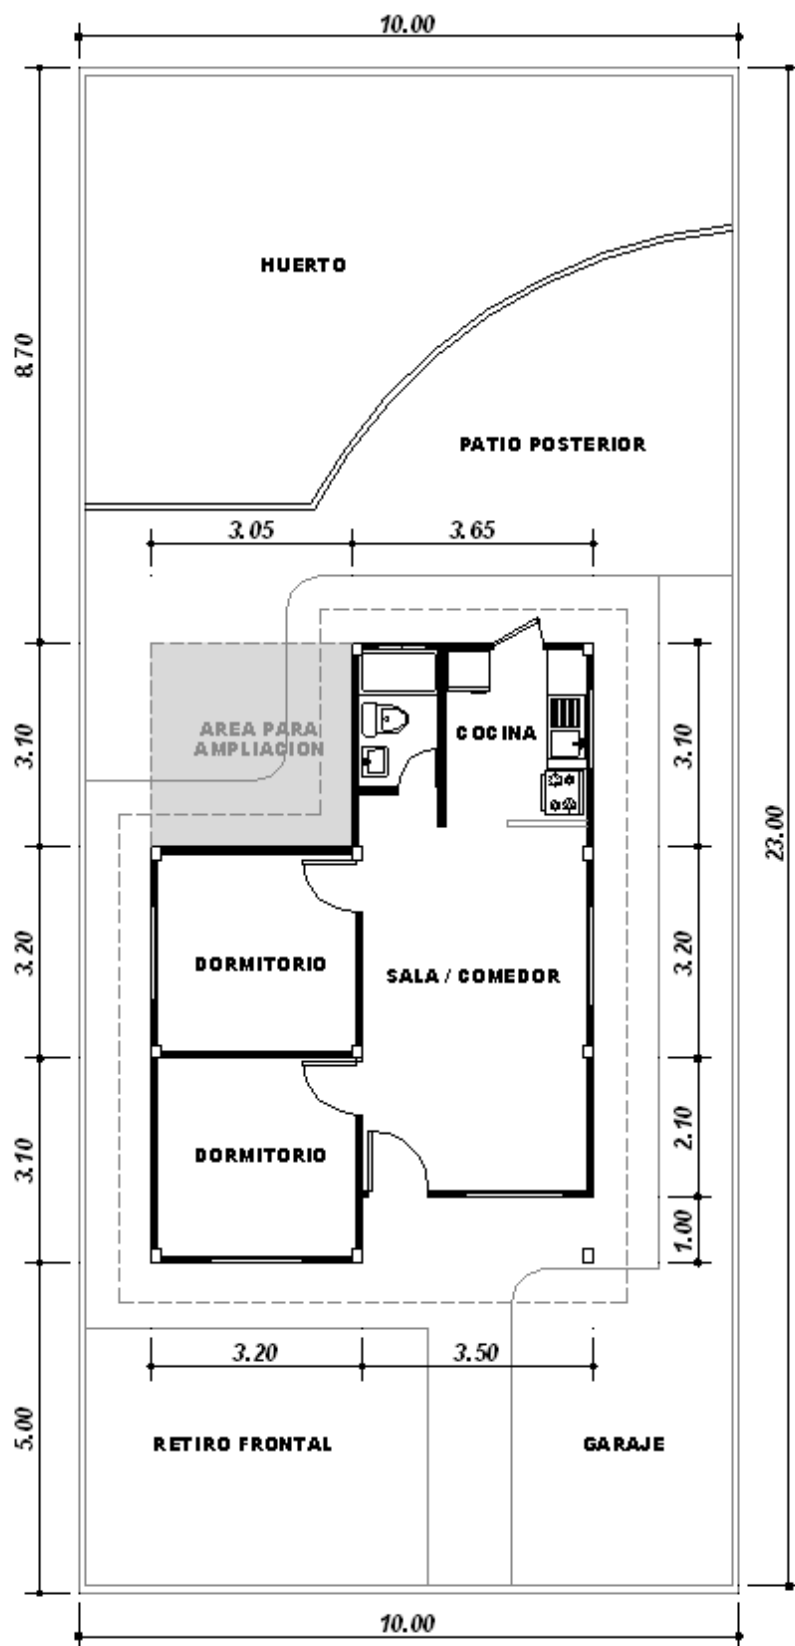 10.00
HUERTO
8.70
PATIO POSTERIOR
3.05
3.65
AREA PARA
AMPLIACION
COCINA
3.10
3.10
23.00
DORMITORIO
SALA / COMEDOR
3.20
3.20
DORMITORIO
3.10
2.10
1.00
3.20
3.50
5.00
RETIRO FRONTAL
GARAJE
10.00